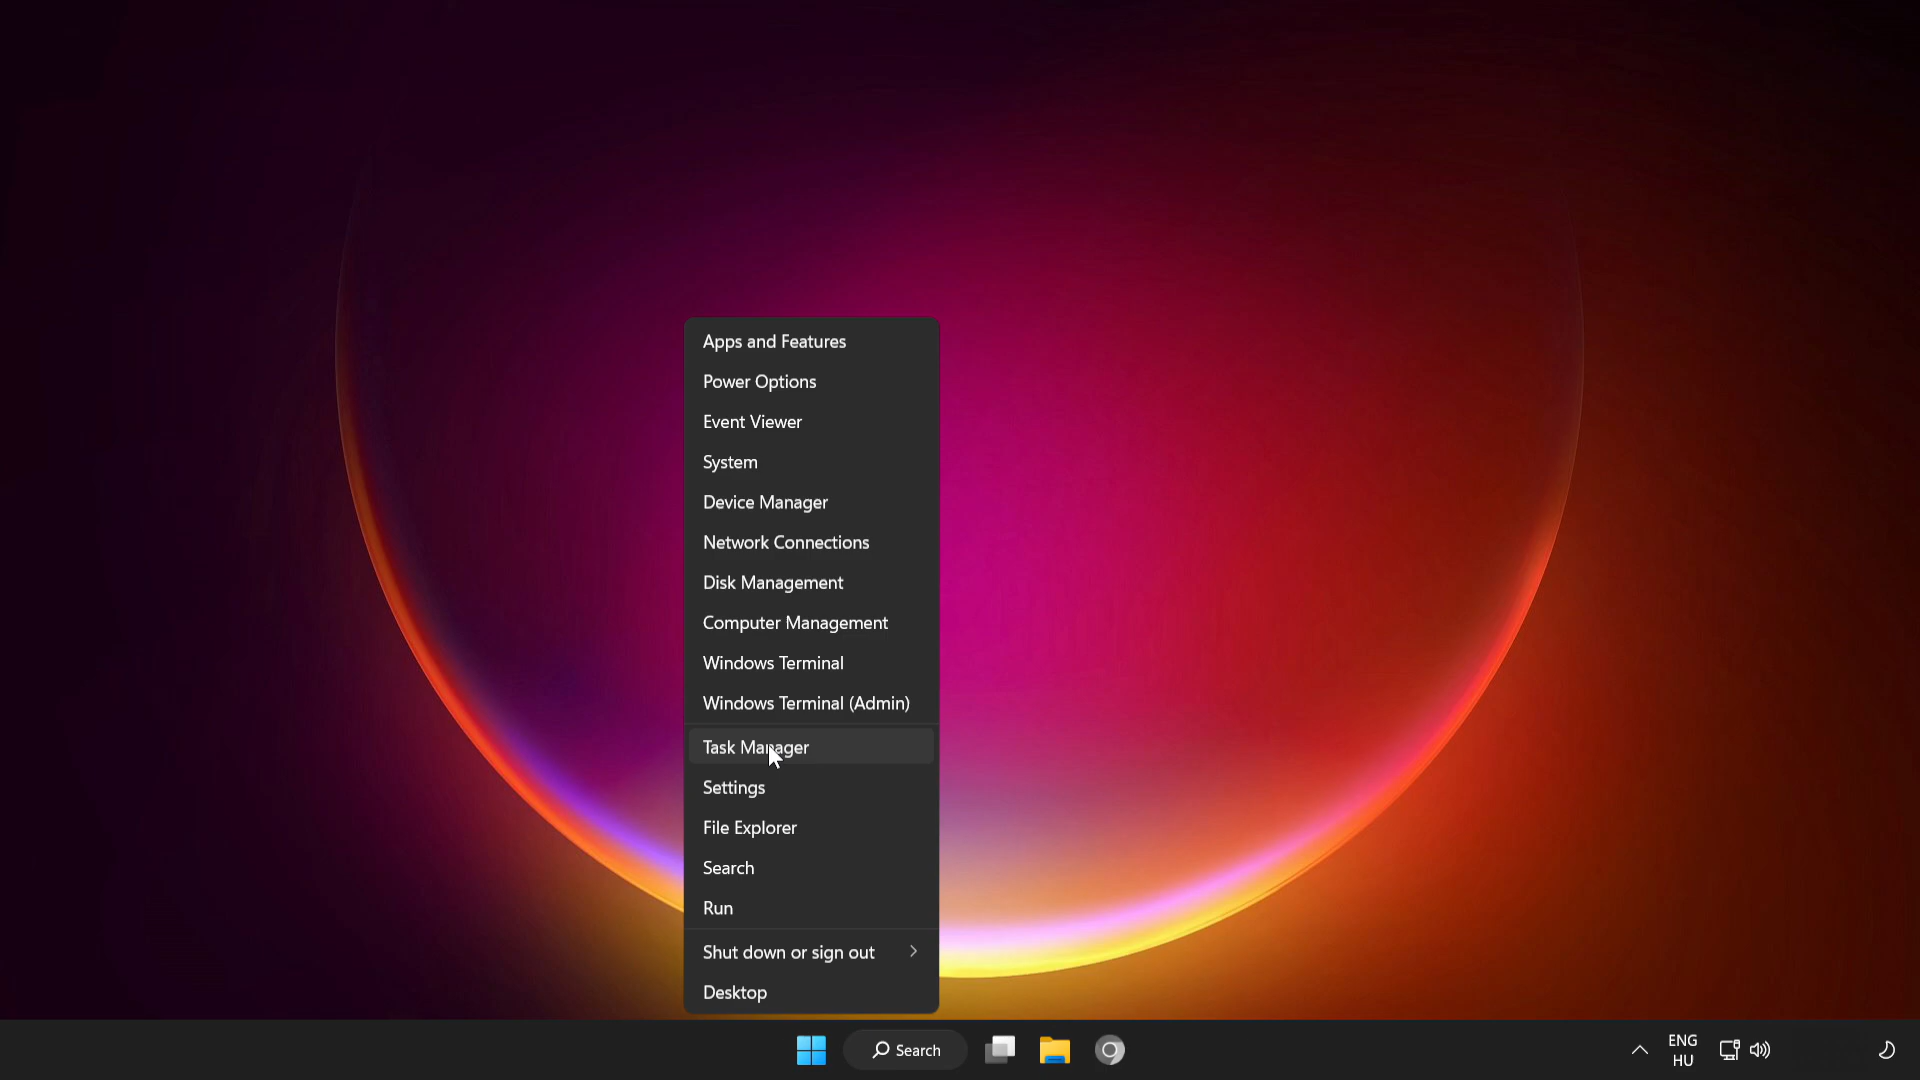 Apps and Features
Power Options
Event Viewer
System
Device Manager
Network Connections
Disk Management
Computer Management
Windows Terminal
Windows Terminal (Admin)
Task Manager
Settings
File Explorer
Search
Run
Shut down or sign out
Desktop
Search
ENG
HU